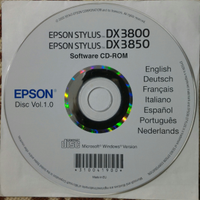 EPSON STYLUS DX3800
EPSON STYLUS DX3850
Software CD-ROM
English
Deutsch
Français
Italiano
Español
Português
Nederlands
EPSON
Disc Vol.1.0
Microsoft® Windows® Version